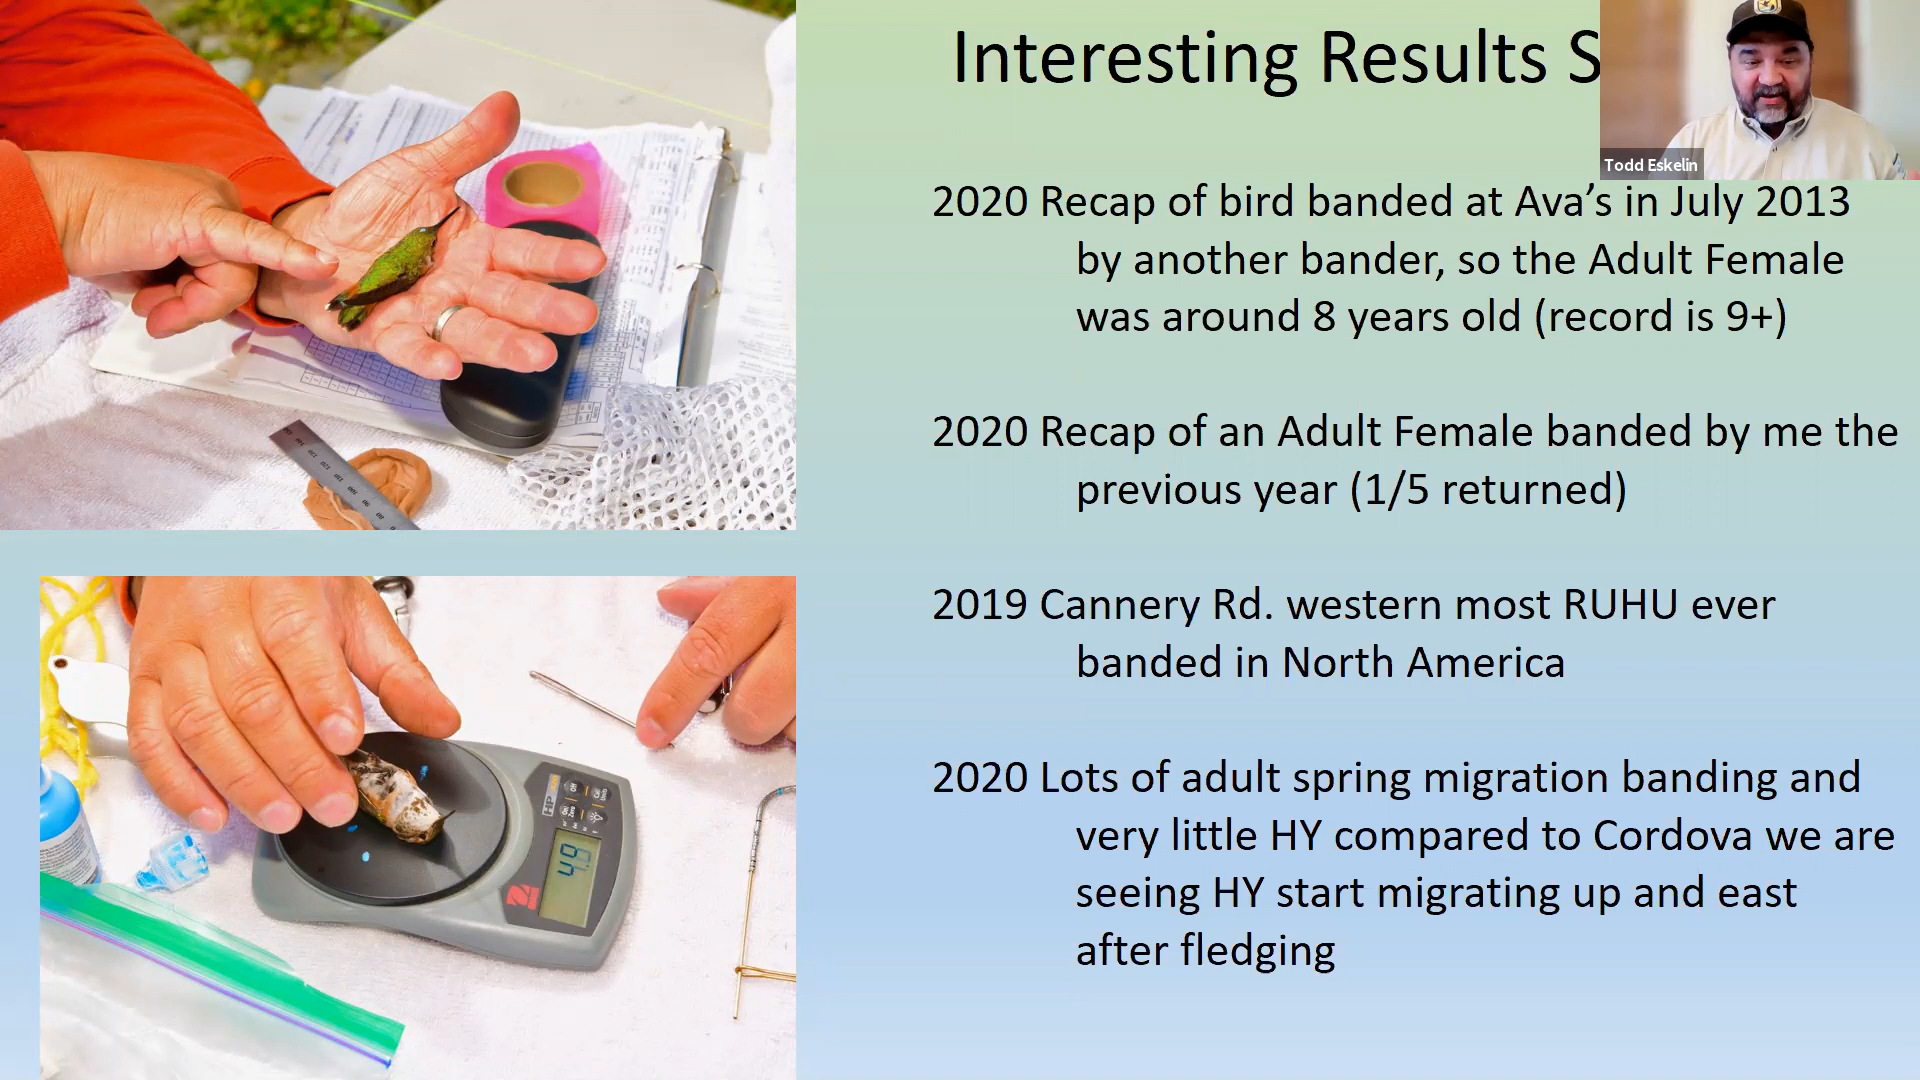 Interesting Results S
Todd Eskelin
2020 Recap of bird banded at Ava’s in July 2013
by another bander, so the Adult Female
was around 8 years old (record is 9+)
2020 Recap of an Adult Female banded by me the
previous year (1/5 returned)
2019 Cannery Rd. western most RUHU ever
banded in North America
2020 Lots of adult spring migration banding and
very little HY compared to Cordova we are
seeing HY start migrating up and east
after fledging
HP
Off